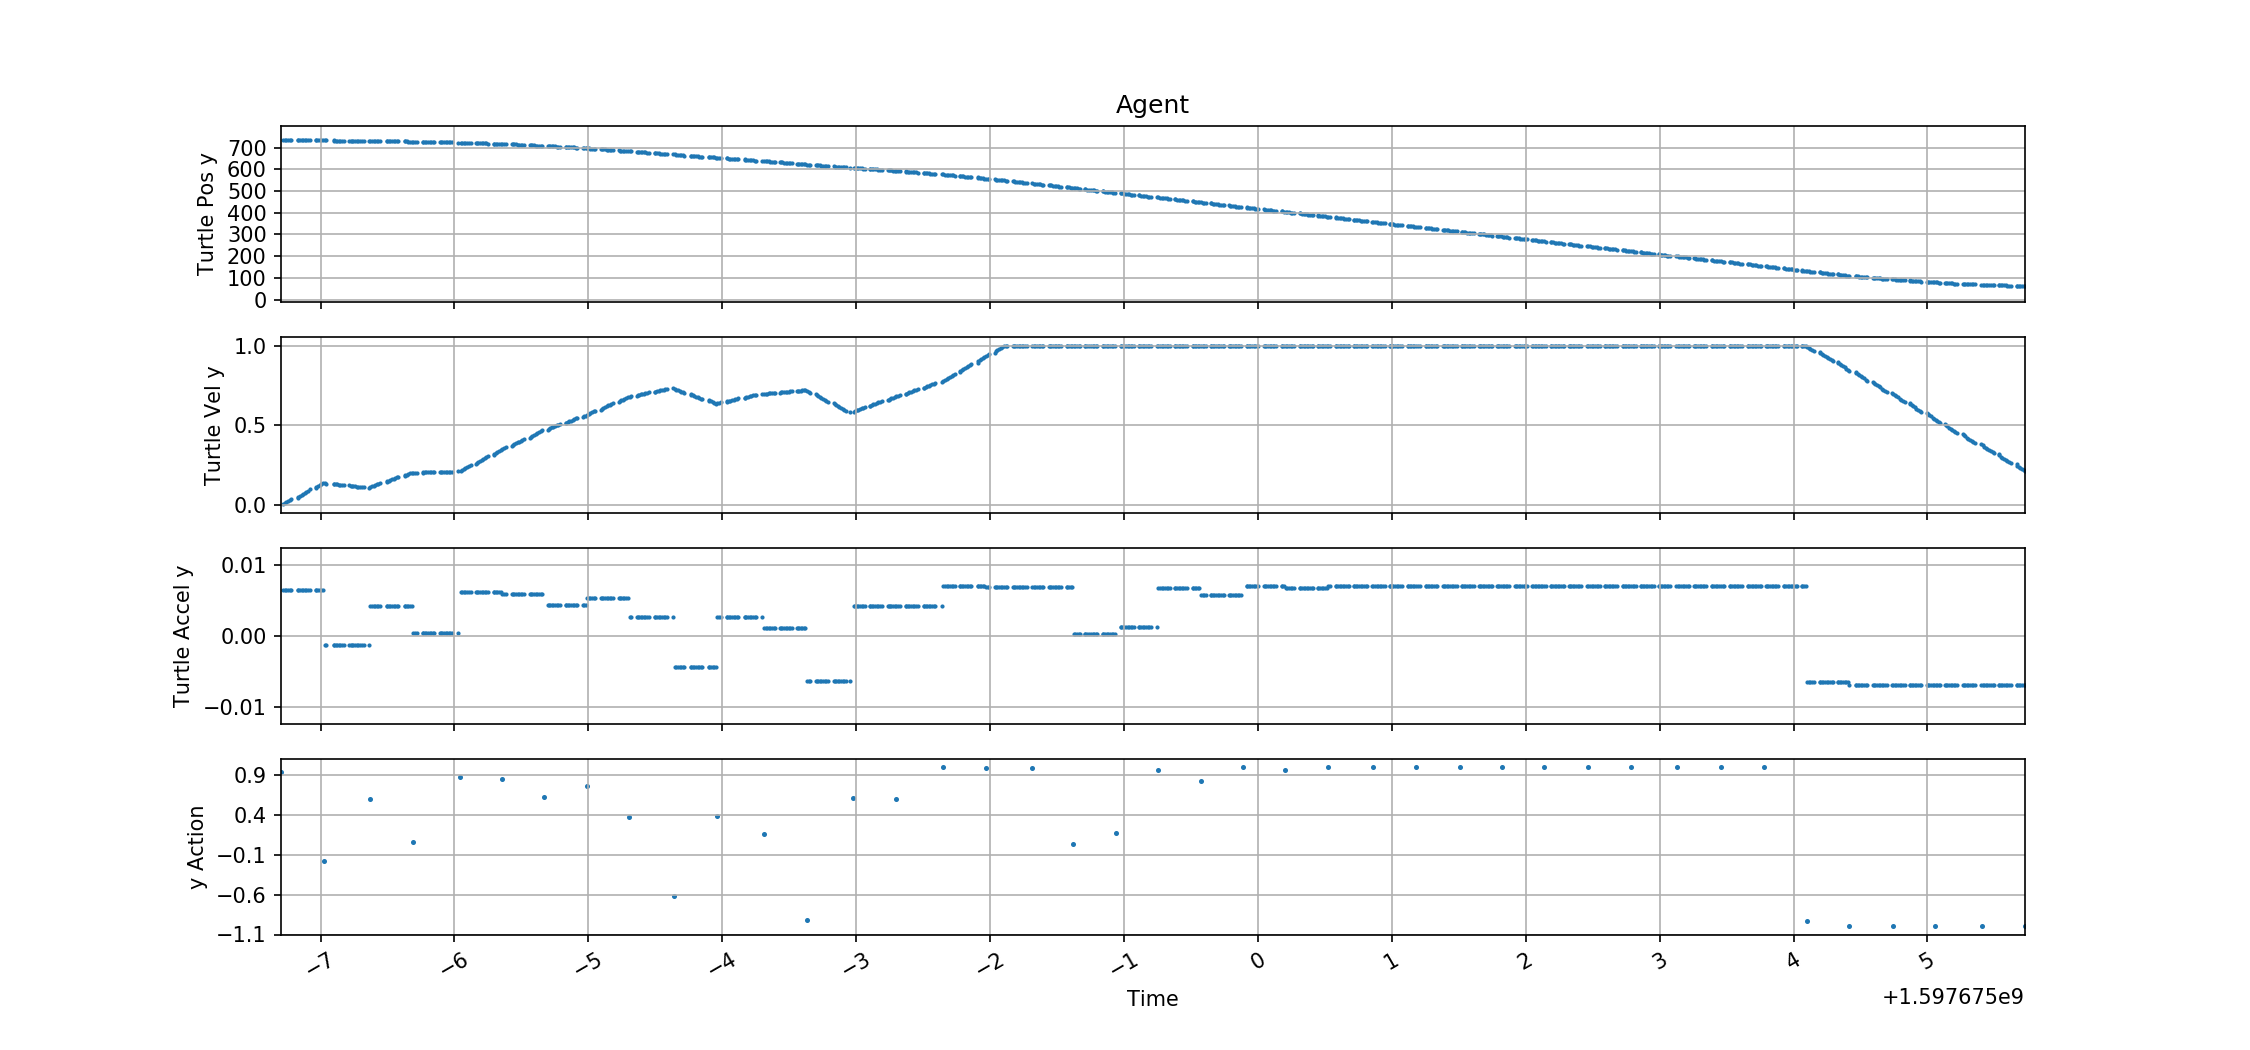 Agent
Turtle Pos y
700
600
500
400
300
200
100
0
Turtle Vel y
1.0
0.5
0.0
Turtle Accel y
0.01
0.00
−0.01
y Action
0.9
0.4
−0.1
−0.6
−1.1
−7 −6 −5 −4 −3 −2 −1 0 1 2 3 4 5
Time
+1.597675e9